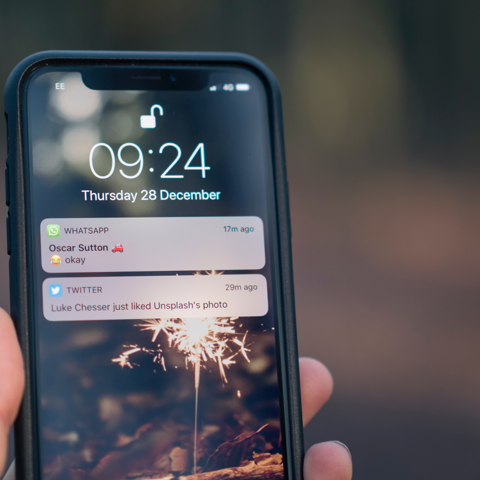 EE 4G
09:24
Thursday 28 December
WHATSAPP 17m ago
Oscar Sutton 🚗
😂 okay
TWITTER 29m ago
Luke Chesser just liked Unsplash's photo